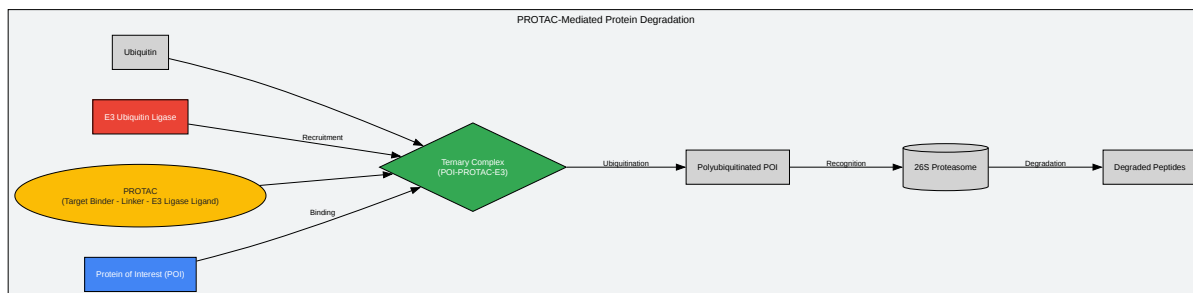 PROTAC-Mediated Protein Degradation
Ubiquitin
E3 Ubiquitin Ligase
Recruitment
PROTAC
(Target Binder - Linker - E3 Ligase Ligand)
Binding
Protein of Interest (POI)
Ternary Complex
(POI-PROTAC-E3)
Ubiquitination
Polyubiquitinated POI
Recognition
26S Proteasome
Degradation
Degraded Peptides